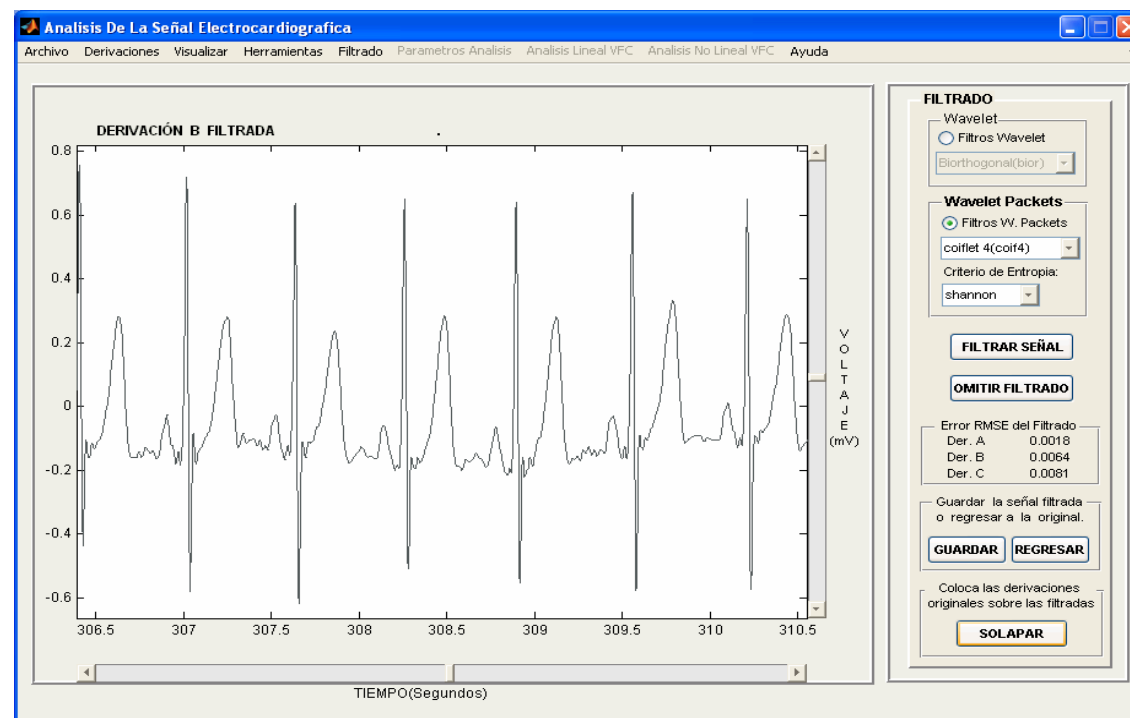 Analisis De La Señal Electrocardiografica
Archivo Derivaciones Visualizar Herramientas Filtrado Parametros Analisis Analisis Lineal VFC Analisis No Lineal VFC Ayuda
DERIVACIÓN B FILTRADA .
0.8
0.6
0.4
0.2
0
-0.2
-0.4
-0.6
306.5 307 307.5 308 308.5 309 309.5 310 310.5
TIEMPO(Segundos)
V
O
L
T
A
J
E
(mV)
FILTRADO
Wavelet
Filtros Wavelet
Biorthogonal(bior)
Wavelet Packets
Filtros W. Packets
coiflet 4(coif4)
Criterio de Entropia:
shannon
FILTRAR SEÑAL
OMITIR FILTRADO
Error RMSE del Filtrado
Der. A 0.0018
Der. B 0.0064
Der. C 0.0081
Guardar la señal filtrada
o regresar a la original.
GUARDAR REGRESAR
Coloca las derivaciones
originales sobre las filtradas
SOLAPAR